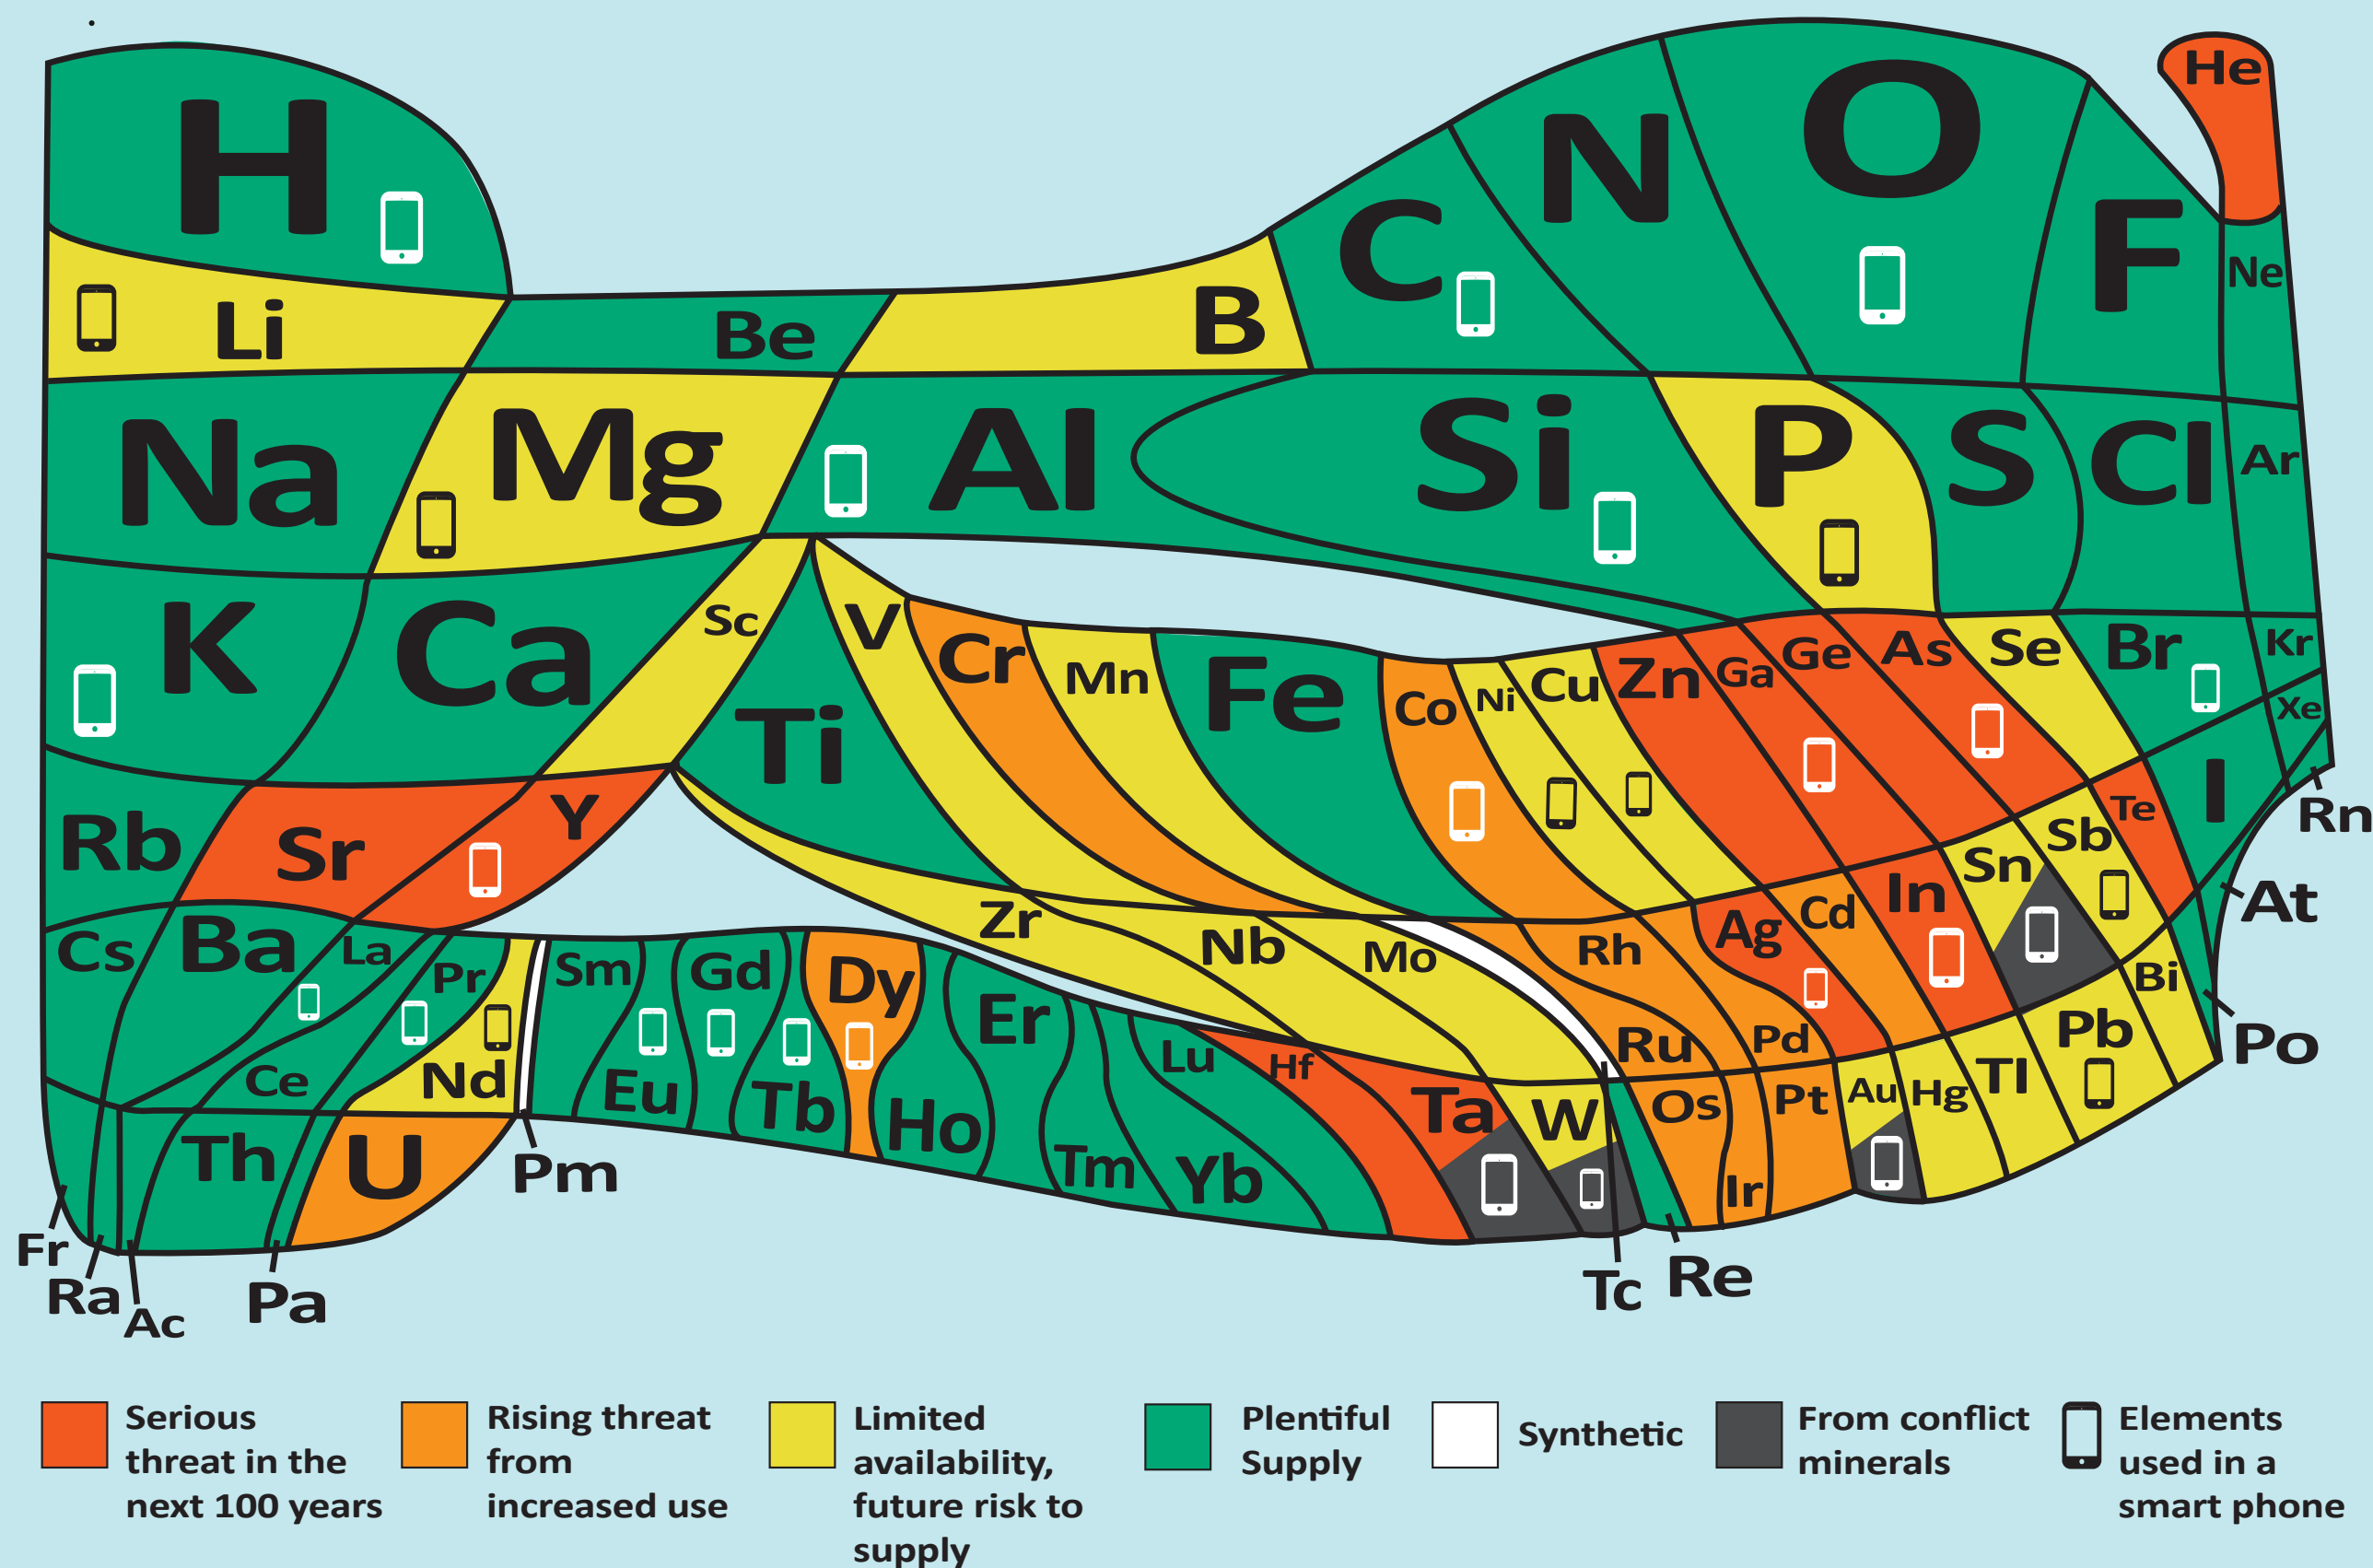 H
He
N
O
C
F
Ne
Li
Be
B
Na
Mg
Al
Si
P
S
Cl
Ar
K
Ca
Sc
Ti
V
Cr
Mn
Fe
Co
Ni
Cu
Zn
Ga
Ge
As
Se
Br
Kr
Rb
Sr
Y
Zr
Nb
Mo
Rh
Ru
Pd
Ag
Cd
In
Sn
Sb
Te
I
Xe
Rn
At
Po
Cs
Ba
La
Ce
Pr
Nd
Sm
Eu
Gd
Tb
Dy
Ho
Er
Tm
Yb
Lu
Hf
Ta
W
Os
Ir
Pt
Au
Hg
Tl
Pb
Bi
Th
U
Pm
Fr
Ra
Ac
Pa
Tc
Re
Serious
threat in the
next 100 years
Rising threat
from
increased use
Limited
availability,
future risk to
supply
Plentiful
Supply
Synthetic
From conflict
minerals
Elements
used in a
smart phone